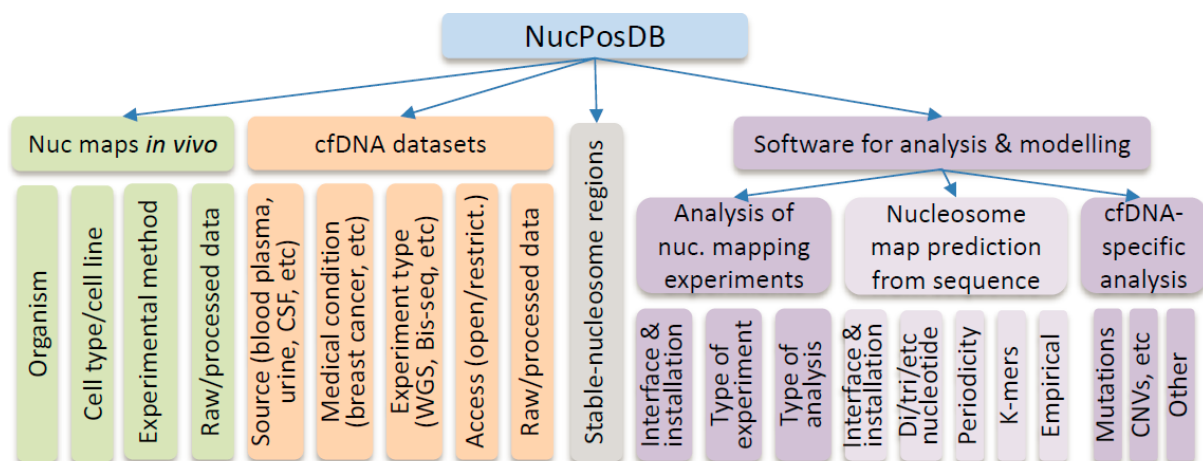 NucPosDB
Nuc maps in vivo
cfDNA datasets
Stable-nucleosome regions
Software for analysis & modelling
Organism
Cell type/cell line
Experimental method
Raw/processed data
Source (blood plasma,
urine, CSF, etc)
Medical condition
(breast cancer, etc)
Experiment type
(WGS, Bis-seq, etc)
Access (open/restrict.)
Raw/processed data
Analysis of
nuc. mapping
experiments
Nucleosome
map prediction
from sequence
cfDNA-
specific
analysis
Interface &
installation
Type of
experiment
Type of
analysis
Interface &
installation
Di/tri/etc
nucleotide
Periodicity
K-mers
Empirical
Mutations
CNVs, etc
Other